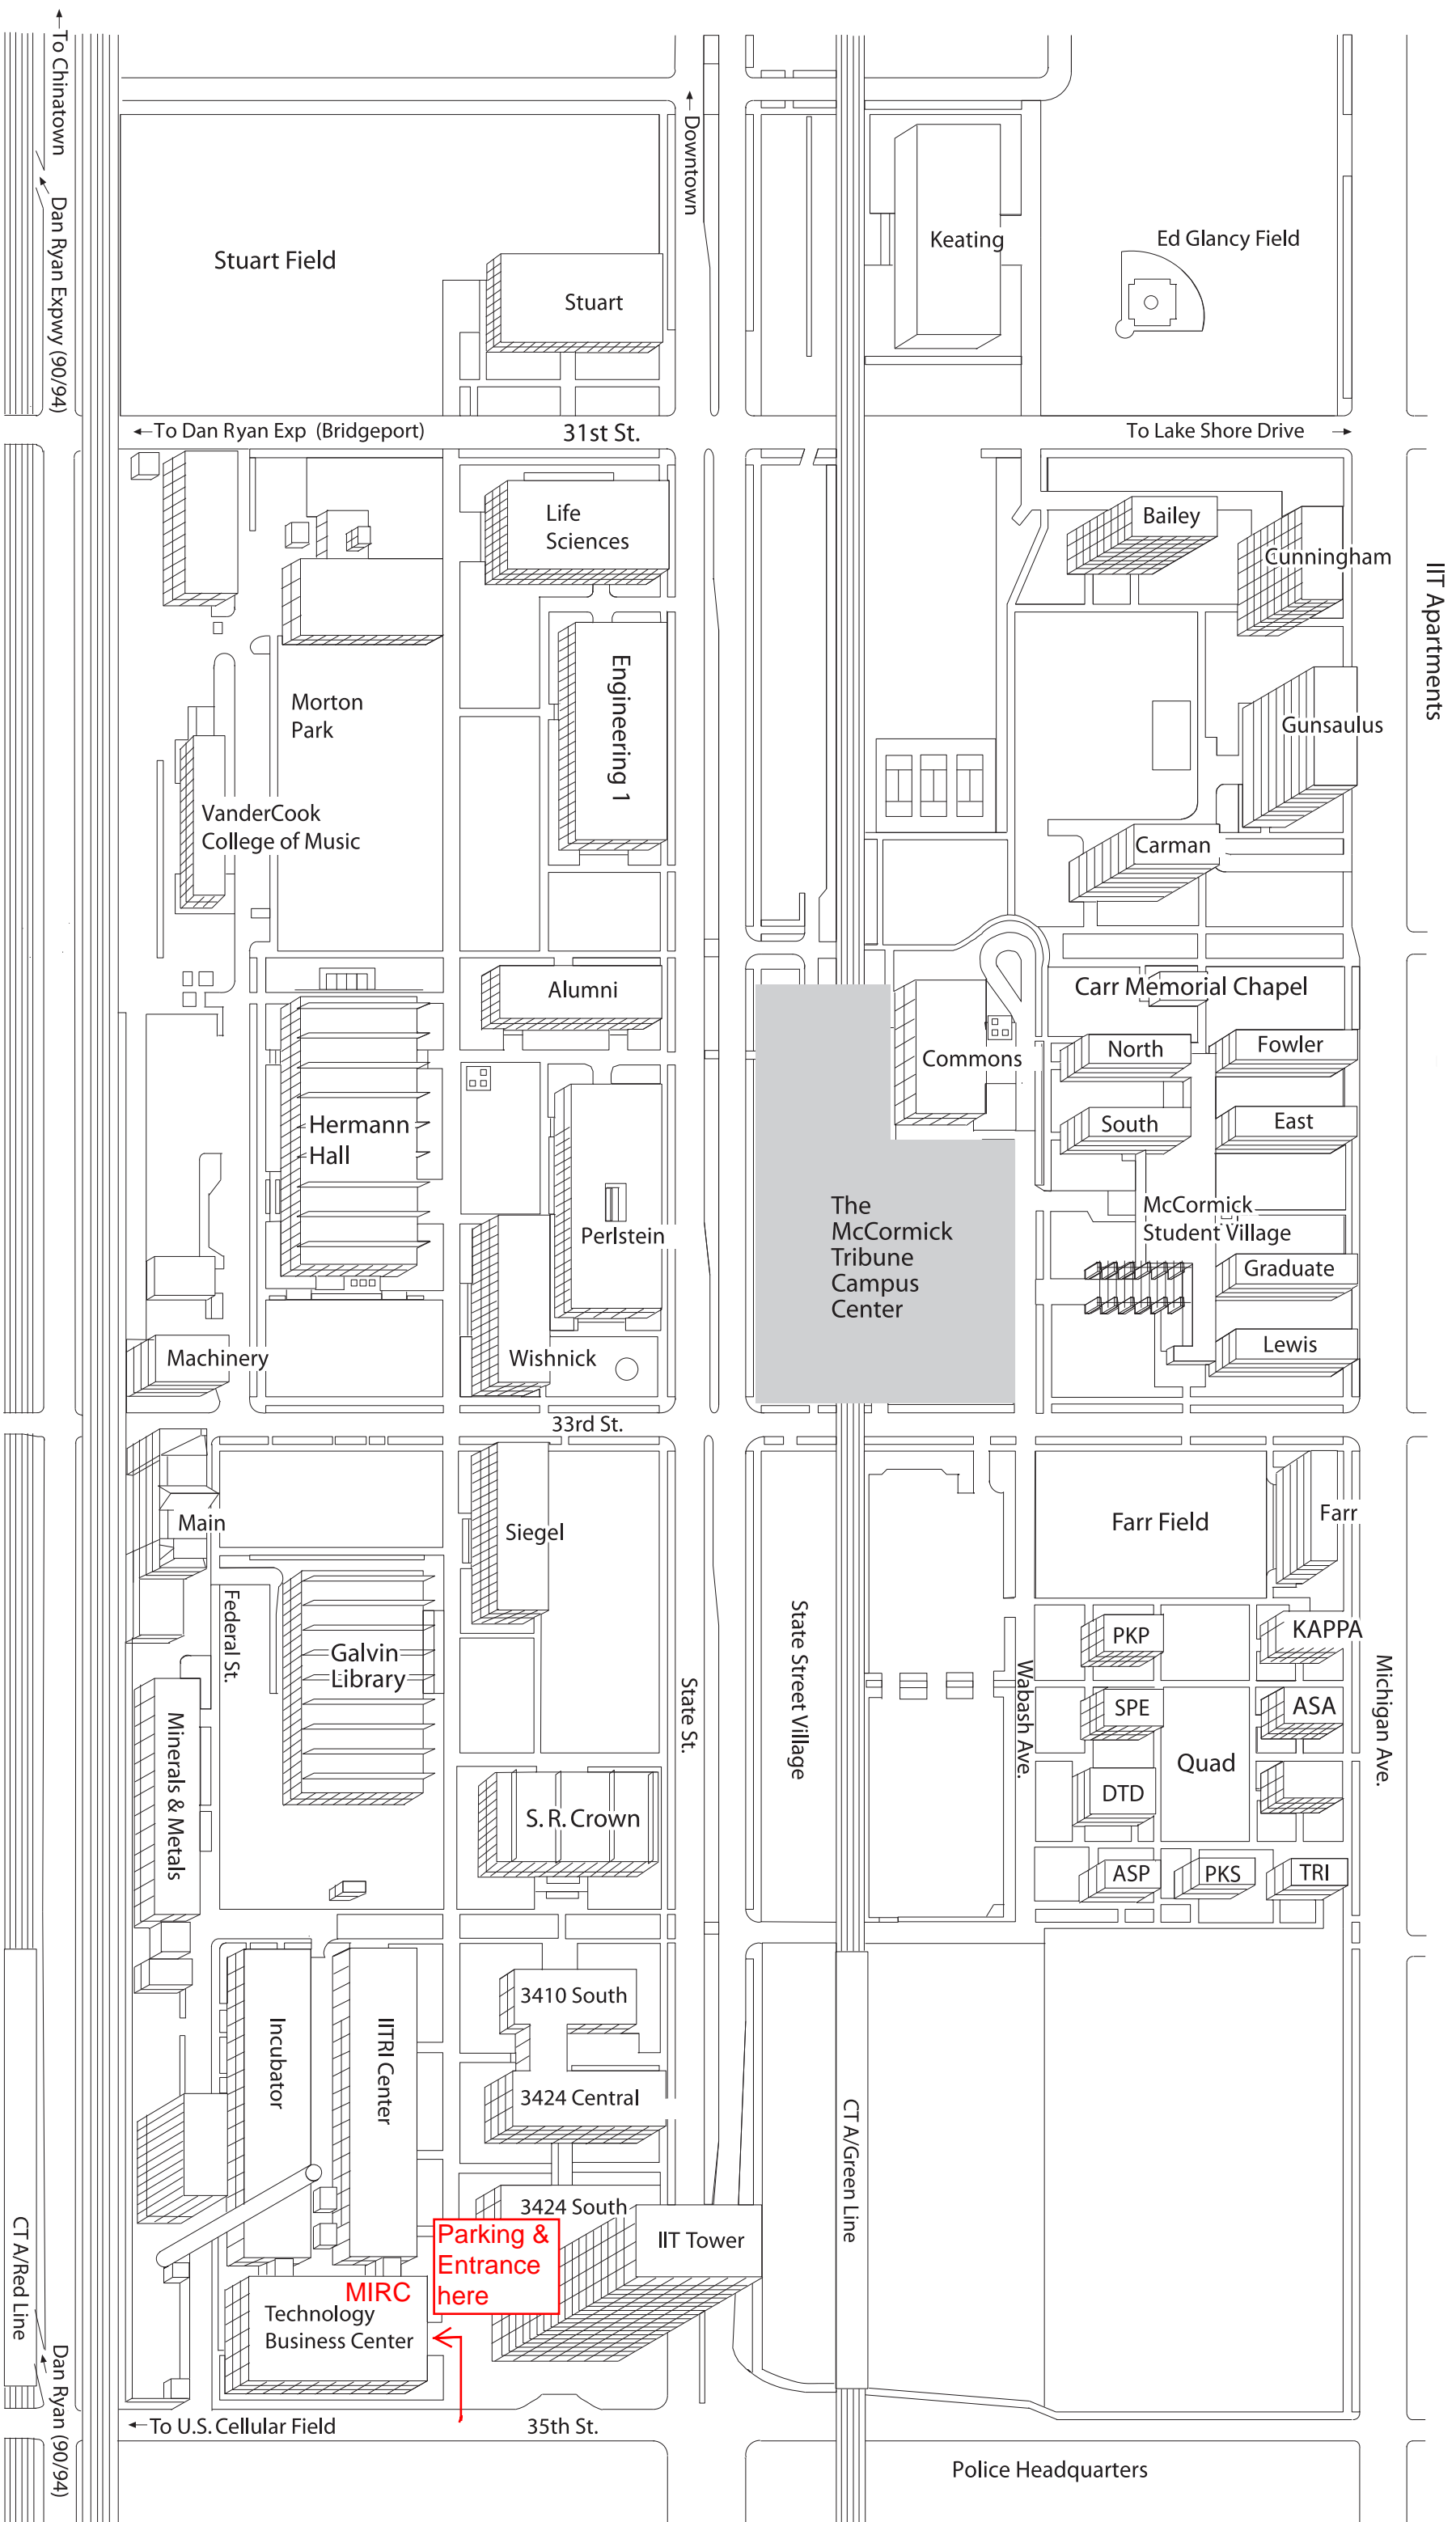 To Chinatown
Dan Ryan Expwy (90/94)
Downtown
Stuart Field
Stuart
Keating
Ed Glancy Field
To Dan Ryan Exp (Bridgeport)
31st St.
To Lake Shore Drive
Life
Sciences
Bailey
Cunningham
IIT Apartments
Engineering 1
Morton
Park
Gunsaulus
VanderCook
College of Music
Carman
Alumni
Carr Memorial Chapel
Commons
North
Fowler
Hermann
Hall
South
East
Perlstein
The
McCormick
Tribune
Campus
Center
McCormick
Student Village
Graduate
Machinery
Wishnick
Lewis
33rd St.
Main
Siegel
Farr Field
Farr
Federal St.
Galvin
Library
State St.
State Street Village
Wabash Ave.
PKP
KAPPA
Michigan Ave.
SPE
ASA
Minerals & Metals
Quad
S. R. Crown
DTD
ASP
PKS
TRI
Incubator
IITRI Center
3410 South
3424 Central
CTA/Green Line
3424 South
IIT Tower
Parking &
Entrance
here
CTA/Red Line
MIRC
Technology
Business Center
Dan Ryan (90/94)
To U.S. Cellular Field
35th St.
Police Headquarters